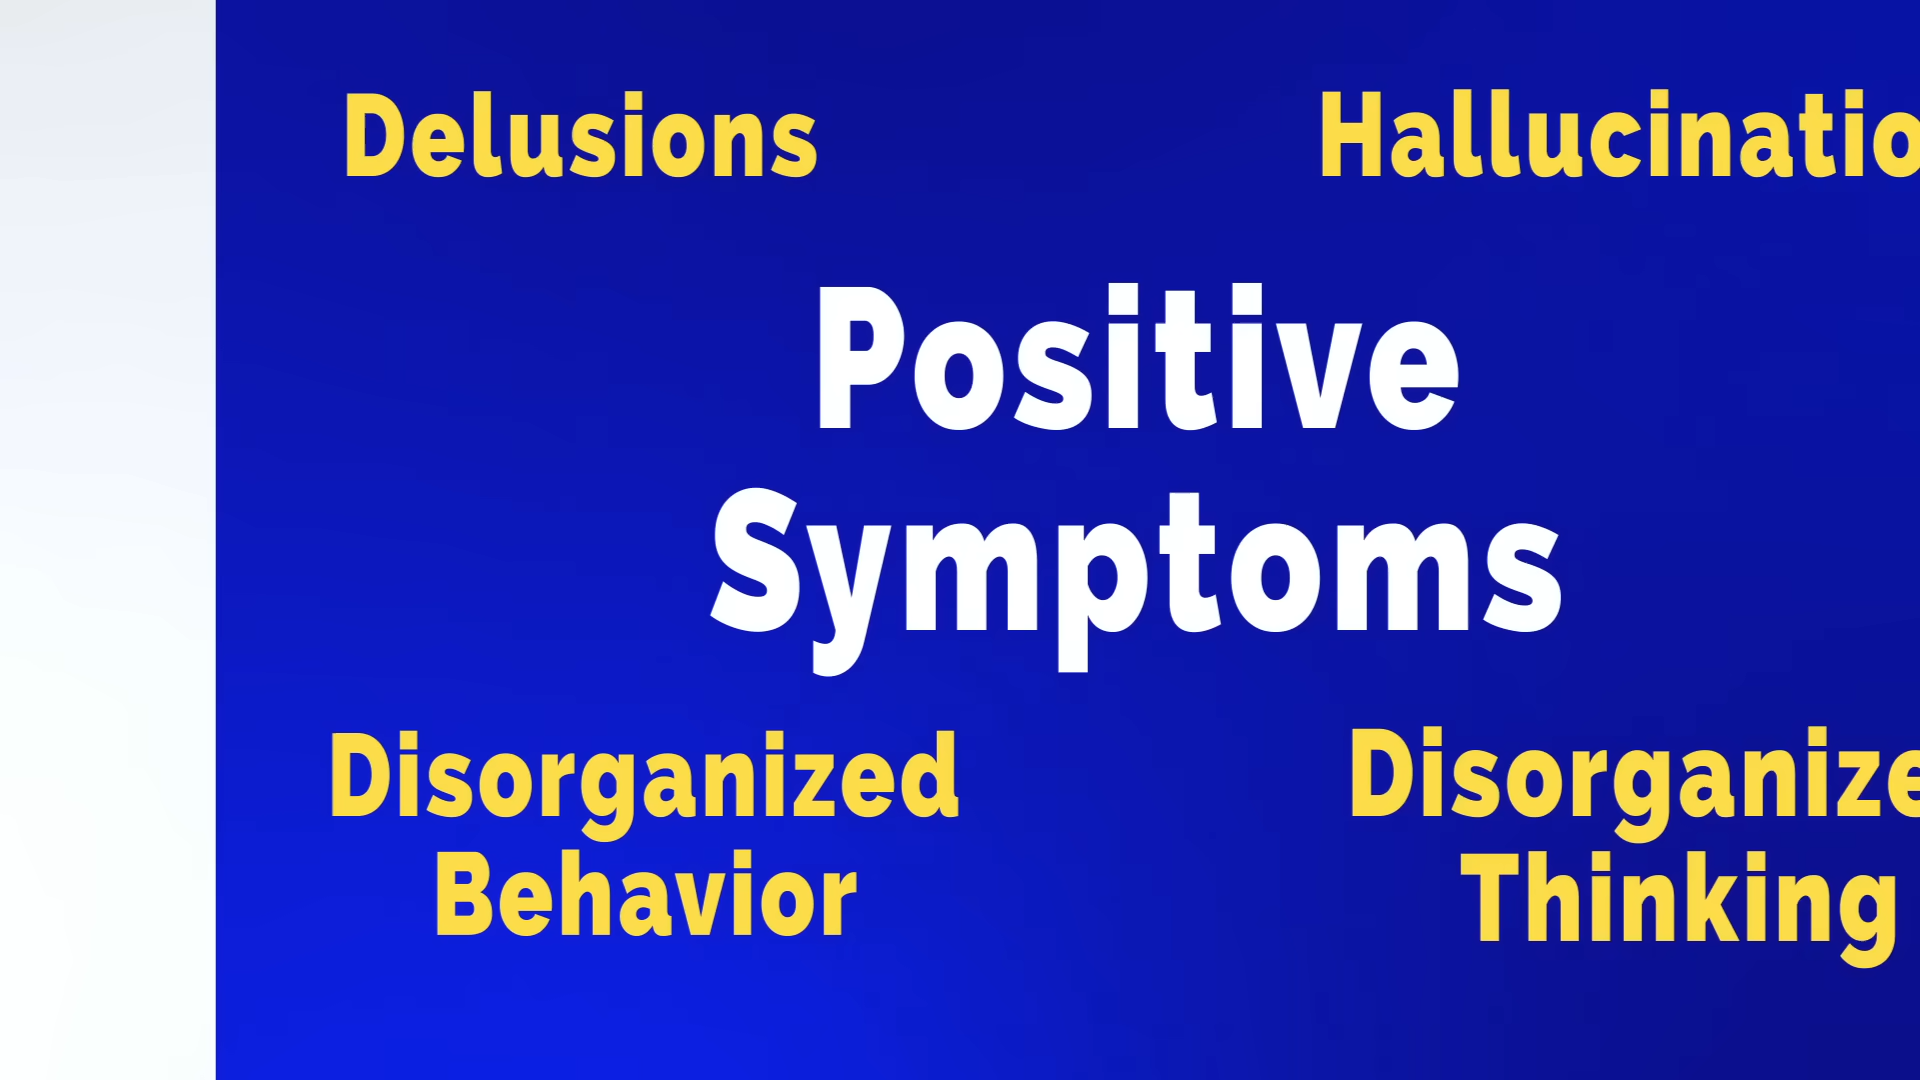 Delusions
Hallucinatio
Positive
Symptoms
Disorganized
Behavior
Disorganize
Thinking